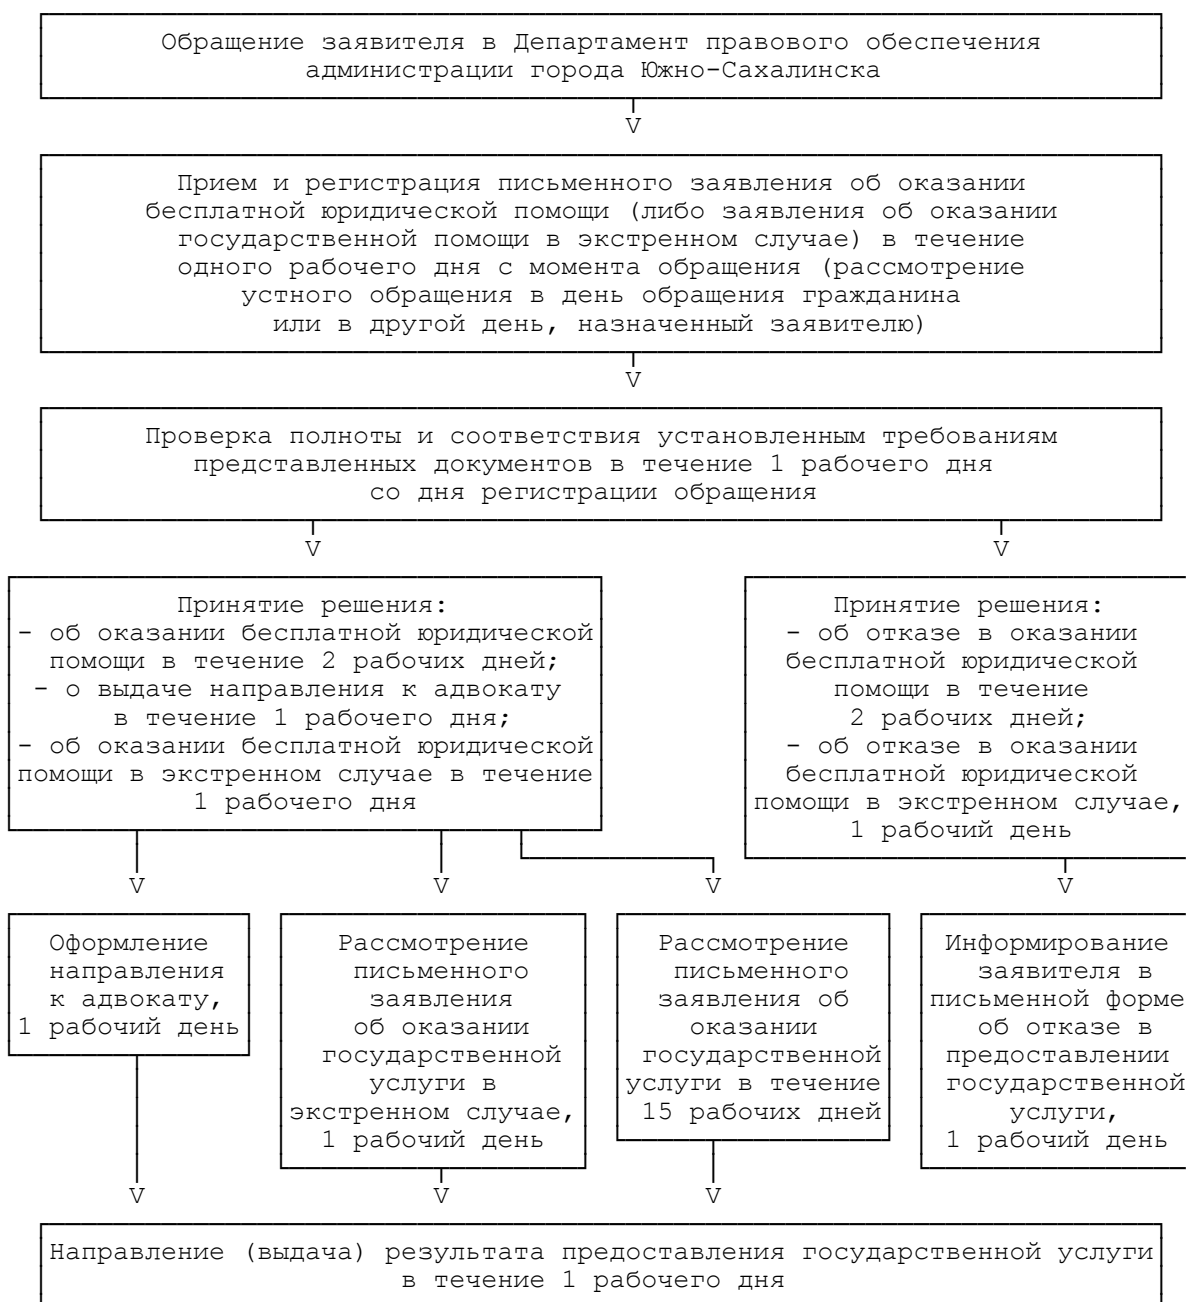 Обращение заявителя в Департамент правового обеспечения
администрации города Южно-Сахалинска
V
Прием и регистрация письменного заявления об оказании
бесплатной юридической помощи (либо заявления об оказании
государственной помощи в экстренном случае) в течение
одного рабочего дня с момента обращения (рассмотрение
устного обращения в день обращения гражданина
или в другой день, назначенный заявителю)
V
Проверка полноты и соответствия установленным требованиям
представленных документов в течение 1 рабочего дня
со дня регистрации обращения
V
V
Принятие решения:
- об оказании бесплатной юридической
помощи в течение 2 рабочих дней;
- о выдаче направления к адвокату
в течение 1 рабочего дня;
- об оказании бесплатной юридической
помощи в экстренном случае в течение
1 рабочего дня
Принятие решения:
- об отказе в оказании
бесплатной юридической
помощи в течение
2 рабочих дней;
- об отказе в оказании
бесплатной юридической
помощи в экстренном случае,
1 рабочий день
V
V
V
V
Оформление
направления
к адвокату,
1 рабочий день
Рассмотрение
письменного
заявления
об оказании
государственной
услуги в
экстренном случае,
1 рабочий день
Рассмотрение
письменного
заявления об
оказании
государственной
услуги в течение
15 рабочих дней
Информирование
заявителя в
письменной форме
об отказе в
предоставлении
государственной
услуги,
1 рабочий день
V
V
V
Направление (выдача) результата предоставления государственной услуги
в течение 1 рабочего дня